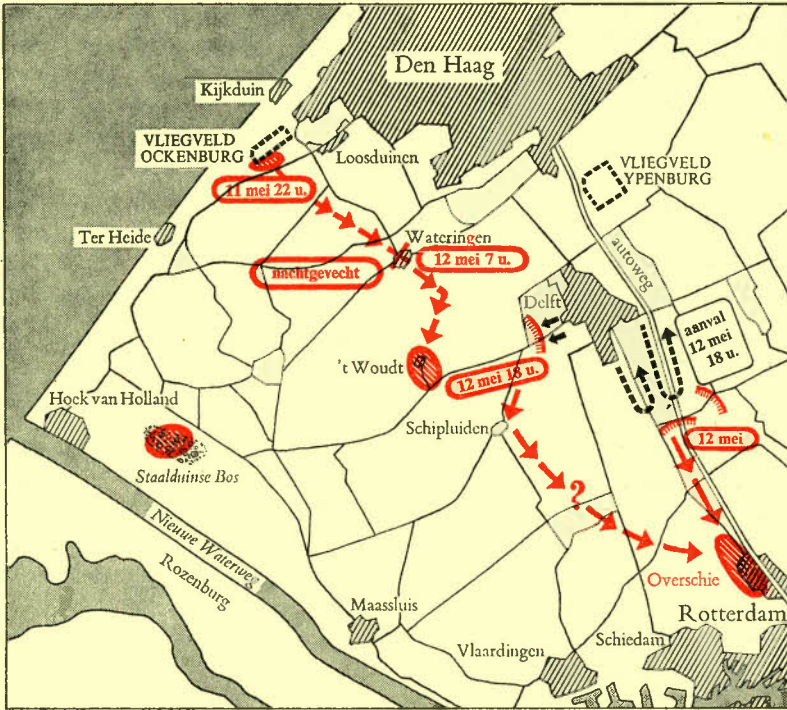 Den Haag
Kijkduin
VLIEGVELD
OCKENBURG
Loosduinen
VLIEGVELD
YPENBURG
11 mei 22 u.
Ter Heide
Wateringen
nachtgevecht
12 mei 7 u.
autoweg
Delft
aanval
12 mei
18 u.
't Woudt
12 mei 18 u.
Hoek van Holland
Schipluiden
12 mei
Staalduinse Bos
?
Nieuwe Waterweg
Rozenburg
Overschie
Maassluis
Rotterdam
Vlaardingen
Schiedam